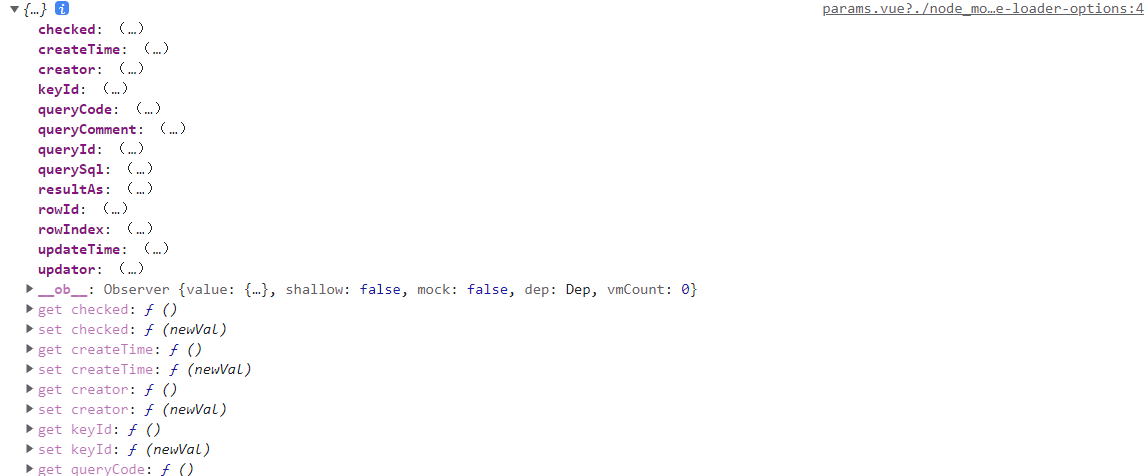 {…} i params.vue?./node_mo…e-loader-options:4
checked: (…)
createTime: (…)
creator: (…)
keyId: (…)
queryCode: (…)
queryComment: (…)
queryId: (…)
querySql: (…)
resultAs: (…)
rowId: (…)
rowIndex: (…)
updateTime: (…)
updator: (…)
__ob__: Observer {value: {…}, shallow: false, mock: false, dep: Dep, vmCount: 0}
get checked: ƒ ()
set checked: ƒ (newVal)
get createTime: ƒ ()
set createTime: ƒ (newVal)
get creator: ƒ ()
set creator: ƒ (newVal)
get keyId: ƒ ()
set keyId: ƒ (newVal)
get queryCode: ƒ ()